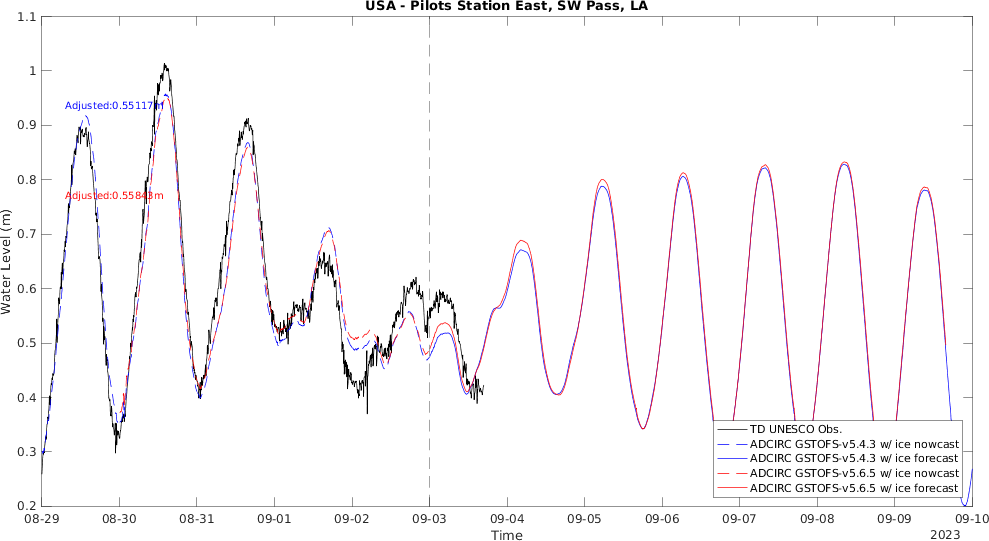 USA - Pilots Station East, SW Pass, LA
1.1
1
0.9
0.8
0.7
0.6
0.5
0.4
0.3
0.2
Water Level (m)
Adjusted:0.55117m
Adjusted:0.55843m
TD UNESCO Obs.
ADCIRC GSTOFS-v5.4.3 w/ ice nowcast
ADCIRC GSTOFS-v5.4.3 w/ ice forecast
ADCIRC GSTOFS-v5.6.5 w/ ice nowcast
ADCIRC GSTOFS-v5.6.5 w/ ice forecast
08-29 08-30 08-31 09-01 09-02 09-03 09-04 09-05 09-06 09-07 09-08 09-09 09-10
Time
2023